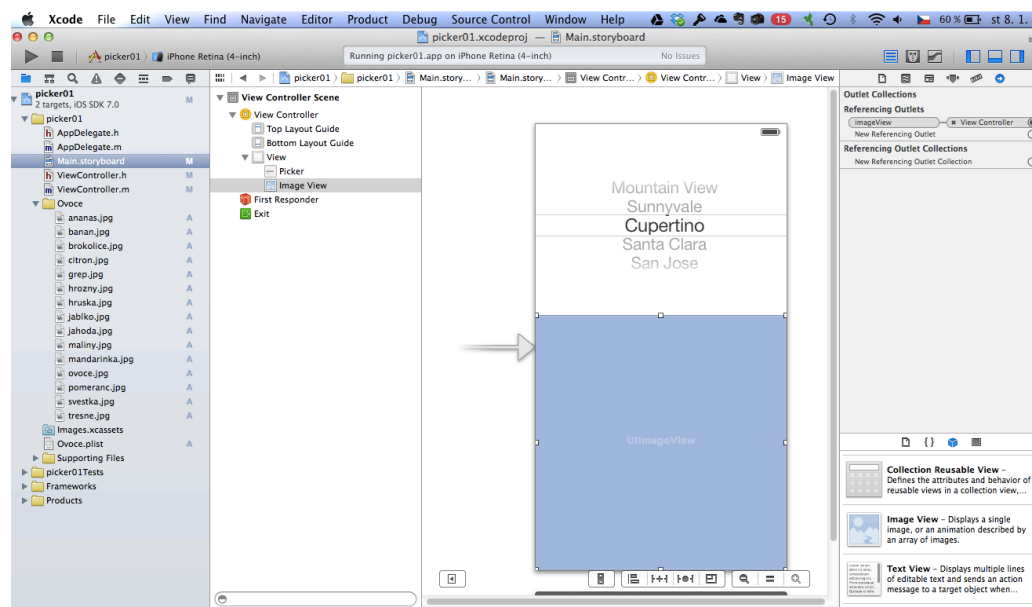 Xcode File Edit View Find Navigate Editor Product Debug Source Control Window Help 15 60 % st 8. 1.
picker01.xcodeproj — Main.storyboard
picker01 iPhone Retina (4-inch) Running picker01.app on iPhone Retina (4-inch) No Issues
picker01 picker01 Main.story... Main.story... View Contr... View Contr... View Image View
picker01 M
2 targets, iOS SDK 7.0
picker01
AppDelegate.h
AppDelegate.m
Main.storyboard M
ViewController.h M
ViewController.m M
Ovoce
ananas.jpg A
banan.jpg A
brokolice.jpg A
citron.jpg A
grep.jpg A
hrozny.jpg A
hruska.jpg A
jablko.jpg A
jahoda.jpg A
maliny.jpg A
mandarinka.jpg A
ovoce.jpg A
pomeranc.jpg A
svestka.jpg A
tresne.jpg A
Images.xcassets
Ovoce.plist A
Supporting Files
picker01Tests
Frameworks
Products
View Controller Scene
View Controller
Top Layout Guide
Bottom Layout Guide
View
Picker
Image View
First Responder
Exit
Mountain View
Sunnyvale
Cupertino
Santa Clara
San Jose
UIImageView
Outlet Collections
Referencing Outlets
imageView View Controller
New Referencing Outlet
Referencing Outlet Collections
New Referencing Outlet Collection
Collection Reusable View –
Defines the attributes and behavior of
reusable views in a collection view,...
Image View – Displays a single
image, or an animation described by
an array of images.
Text View – Displays multiple lines
of editable text and sends an action
message to a target object when...